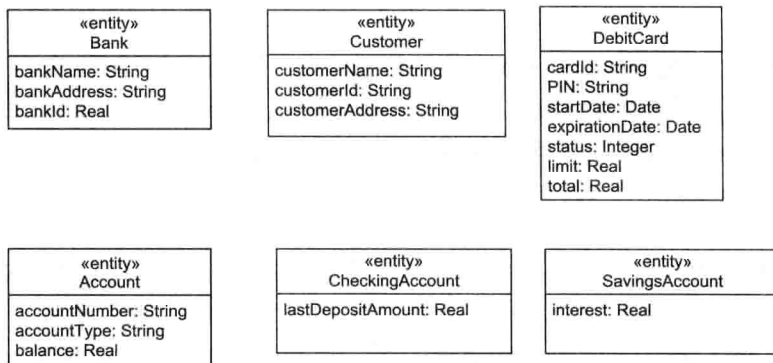 «entity»
Bank
bankName: String
bankAddress: String
bankId: Real
«entity»
Customer
customerName: String
customerId: String
customerAddress: String
«entity»
DebitCard
cardId: String
PIN: String
startDate: Date
expirationDate: Date
status: Integer
limit: Real
total: Real
«entity»
Account
accountNumber: String
accountType: String
balance: Real
«entity»
CheckingAccount
lastDepositAmount: Real
«entity»
SavingsAccount
interest: Real